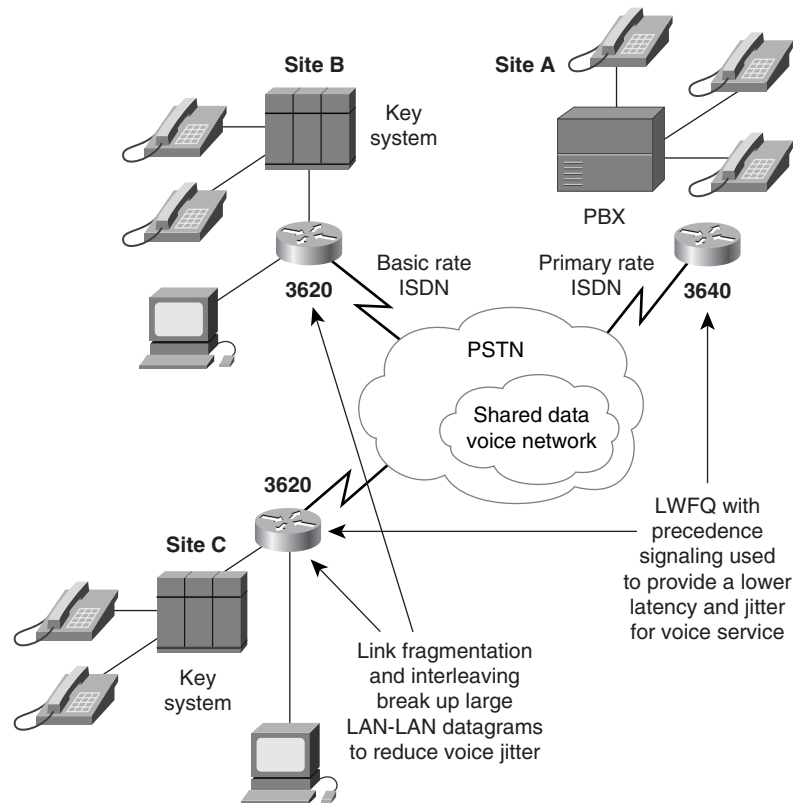 Site B
Site A
Key
system
PBX
Basic rate
ISDN
Primary rate
ISDN
3620
3640
PSTN
Shared data
voice network
3620
Site C
LWFQ with
precedence
signaling used
to provide a lower
latency and jitter
for voice service
Key
system
Link fragmentation
and interleaving
break up large
LAN-LAN datagrams
to reduce voice jitter